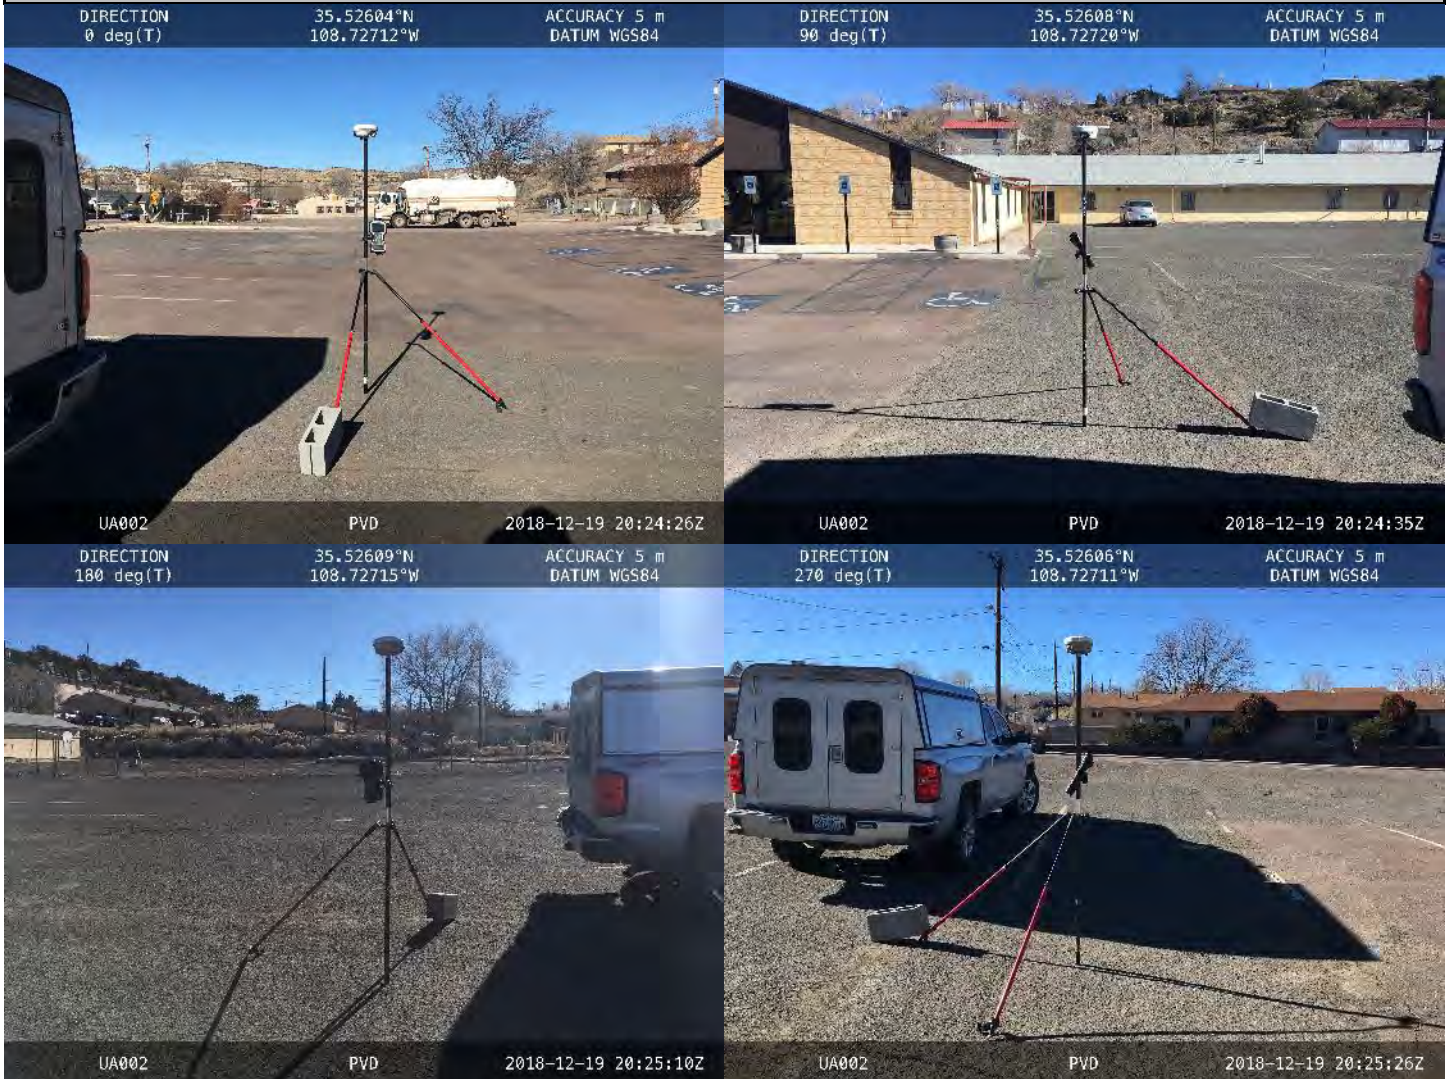 DIRECTION 35.52604°N ACCURACY 5 m
0 deg(T) 108.72712°W DATUM WGS84
UA002 PVD 2018-12-19 20:24:26Z
DIRECTION 35.52608°N ACCURACY 5 m
90 deg(T) 108.72720°W DATUM WGS84
UA002 PVD 2018-12-19 20:24:35Z
DIRECTION 35.52609°N ACCURACY 5 m
180 deg(T) 108.72715°W DATUM WGS84
UA002 PVD 2018-12-19 20:25:10Z
DIRECTION 35.52606°N ACCURACY 5 m
270 deg(T) 108.72711°W DATUM WGS84
UA002 PVD 2018-12-19 20:25:26Z